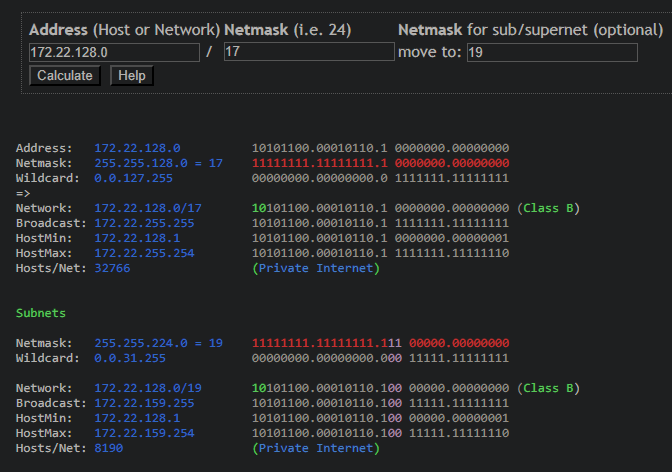 Address (Host or Network) Netmask (i.e. 24) Netmask for sub/supernet (optional)
172.22.128.0 / 17 move to: 19
Calculate Help
Address: 172.22.128.0 10101100.00010110.1 0000000.00000000
Netmask: 255.255.128.0 = 17 11111111.11111111.1 0000000.00000000
Wildcard: 0.0.127.255 00000000.00000000.0 1111111.11111111
=>
Network: 172.22.128.0/17 10101100.00010110.1 0000000.00000000 (Class B)
Broadcast: 172.22.255.255 10101100.00010110.1 1111111.11111111
HostMin: 172.22.128.1 10101100.00010110.1 0000000.00000001
HostMax: 172.22.255.254 10101100.00010110.1 1111111.11111110
Hosts/Net: 32766 (Private Internet)
Subnets
Netmask: 255.255.224.0 = 19 11111111.11111111.111 00000.00000000
Wildcard: 0.0.31.255 00000000.00000000.000 11111.11111111
Network: 172.22.128.0/19 10101100.00010110.100 00000.00000000 (Class B)
Broadcast: 172.22.159.255 10101100.00010110.100 11111.11111111
HostMin: 172.22.128.1 10101100.00010110.100 00000.00000001
HostMax: 172.22.159.254 10101100.00010110.100 11111.11111110
Hosts/Net: 8190 (Private Internet)